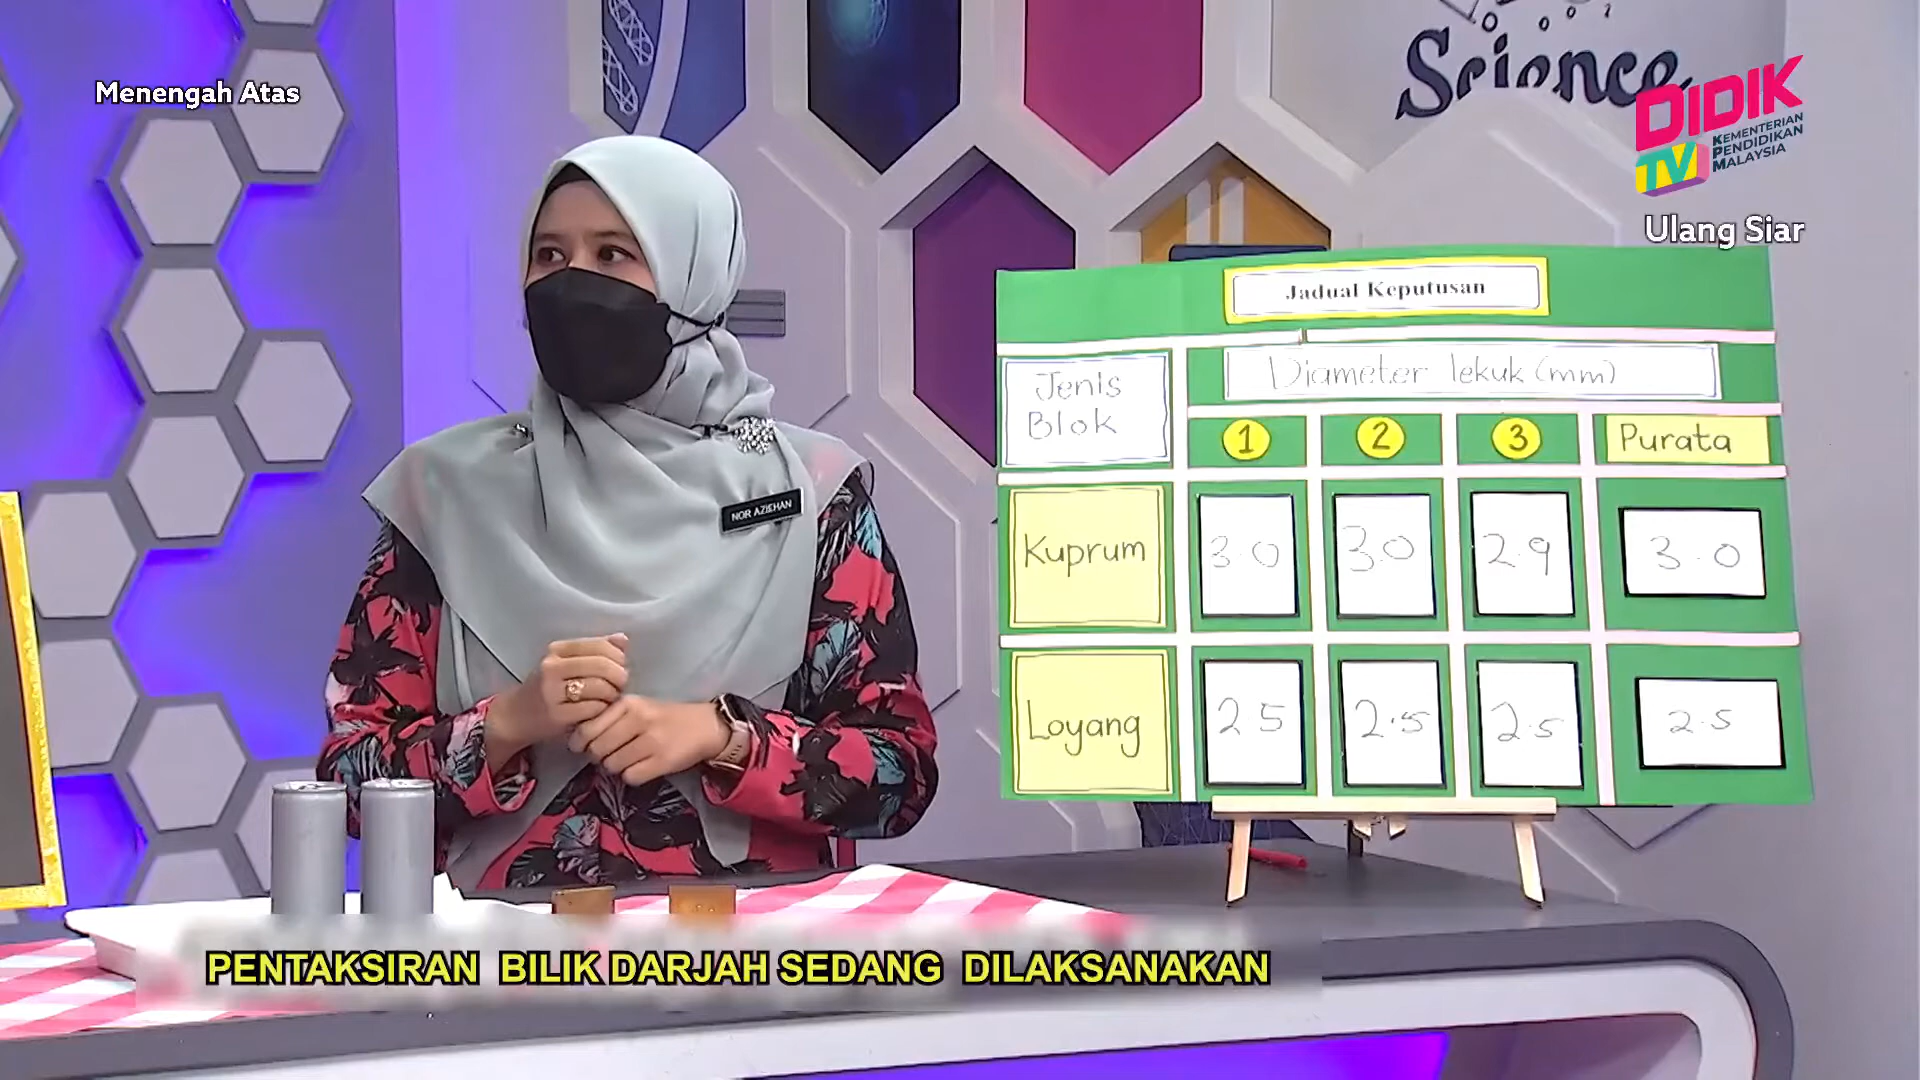 Menengah Atas
Science
DIDIK
TV
KEMENTERIAN
PENDIDIKAN
MALAYSIA
Ulang Siar
Jadual Keputusan
Jenis
Blok
Diameter lekuk (mm)
1 2 3 Purata
Kuprum 3.0 3.0 2.9 3.0
Loyang 2.5 2.5 2.5 2.5
NOR AZIEHAN
PENTAKSIRAN BILIK DARJAH SEDANG DILAKSANAKAN